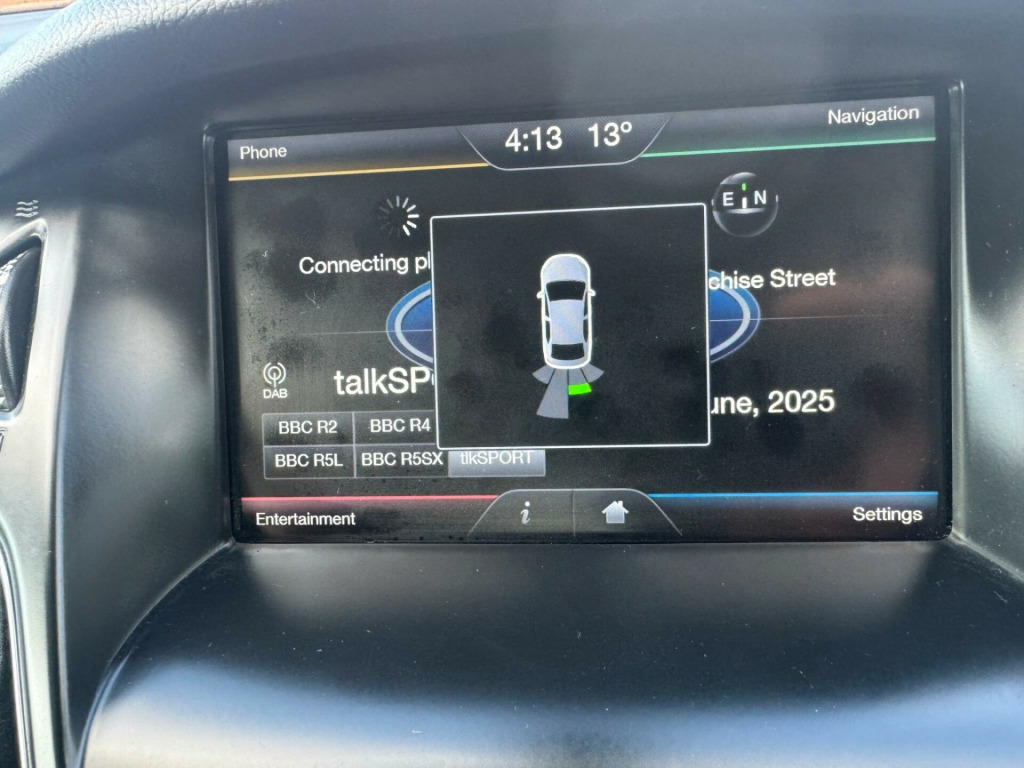 Phone
4:13 13º
Navigation
E N
Connecting
chise Street
DAB
talkSP
une, 2025
BBC R2
BBC R4
BBC R5L
BBC R5SX
tlkSPORT
Entertainment
i
Settings